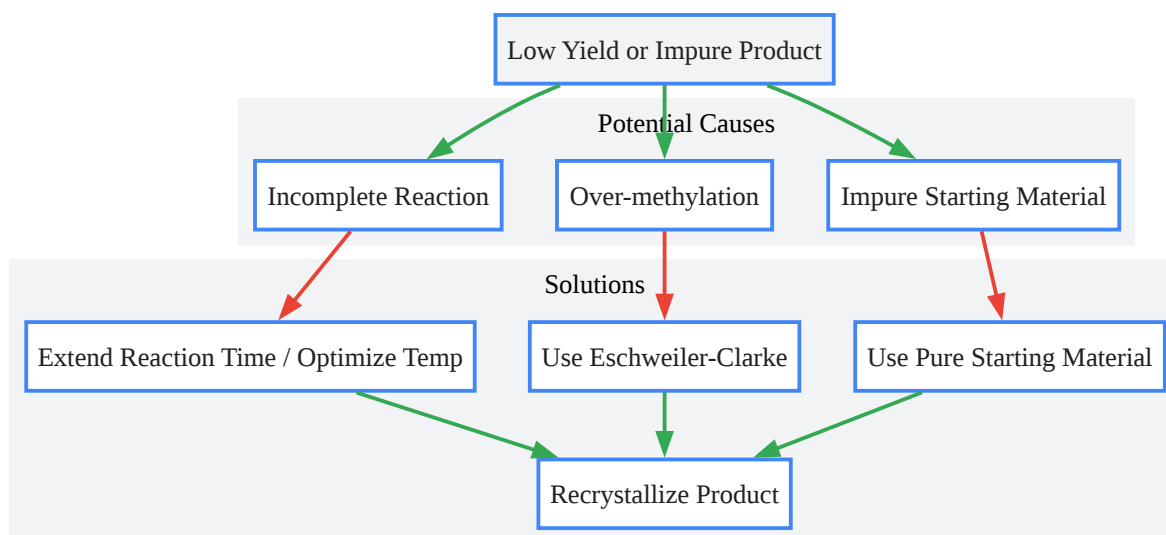 Low Yield or Impure Product
Potential Causes
Incomplete Reaction
Over-methylation
Impure Starting Material
Solutions
Extend Reaction Time / Optimize Temp
Use Eschweiler-Clarke
Use Pure Starting Material
Recrystallize Product